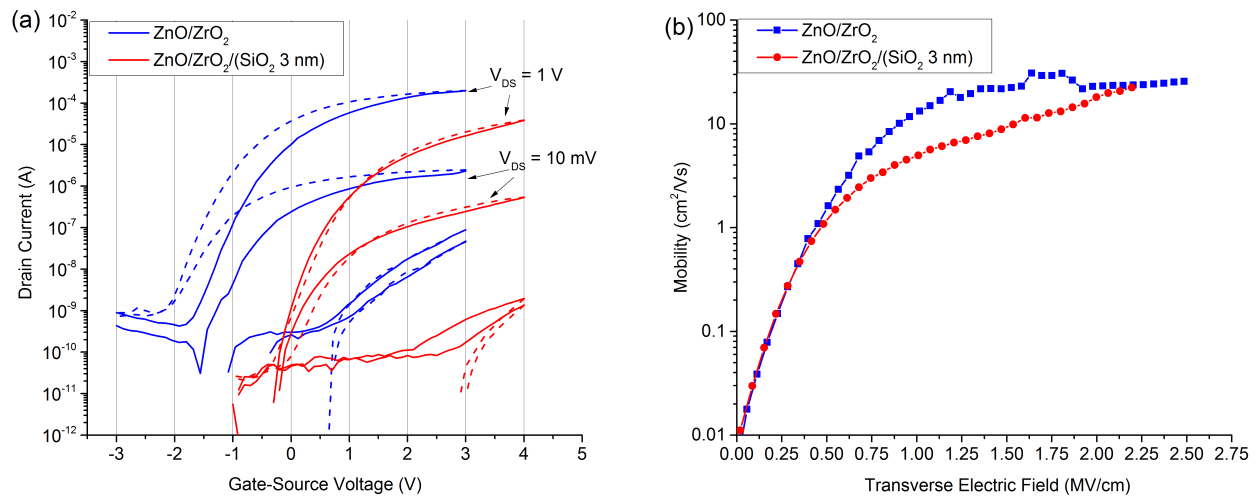 (a)
10⁻²
10⁻³
10⁻⁴
10⁻⁵
10⁻⁶
10⁻⁷
10⁻⁸
10⁻⁹
10⁻¹⁰
10⁻¹¹
10⁻¹²
Drain Current (A)
ZnO/ZrO₂
ZnO/ZrO₂/(SiO₂ 3 nm)
V_DS = 1 V
V_DS = 10 mV
-3 -2 -1 0 1 2 3 4 5
Gate-Source Voltage (V)
(b)
100
10
1
0.1
0.01
Mobility (cm²/Vs)
ZnO/ZrO₂
ZnO/ZrO₂/(SiO₂ 3 nm)
0.00 0.25 0.50 0.75 1.00 1.25 1.50 1.75 2.00 2.25 2.50 2.75
Transverse Electric Field (MV/cm)